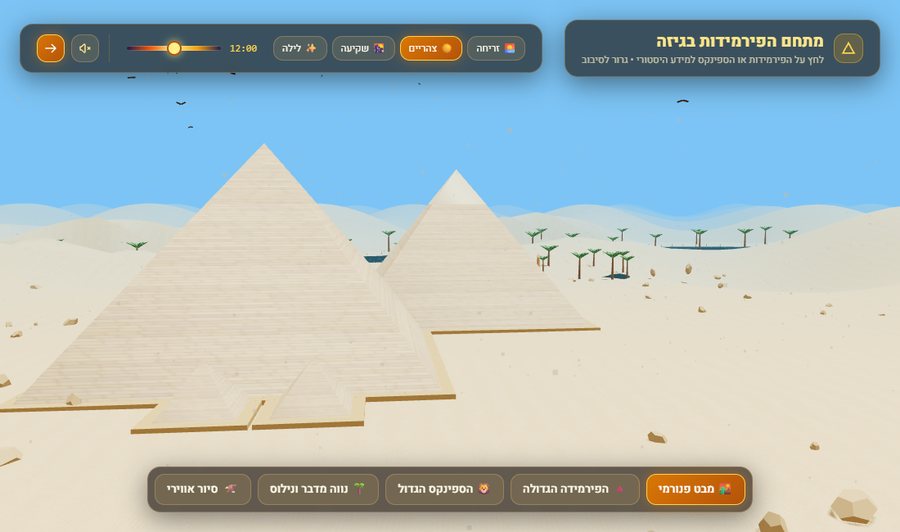 מתחם הפירמידות בגיזה
לחץ על הפירמידות או הספינקס למידע היסטורי • גרור לסיבוב
זריחה
צהריים
שקיעה
לילה
12:00
מבט פנורמי
הפירמידה הגדולה
הספינקס הגדול
נווה מדבר ונילוס
סיור אווירי